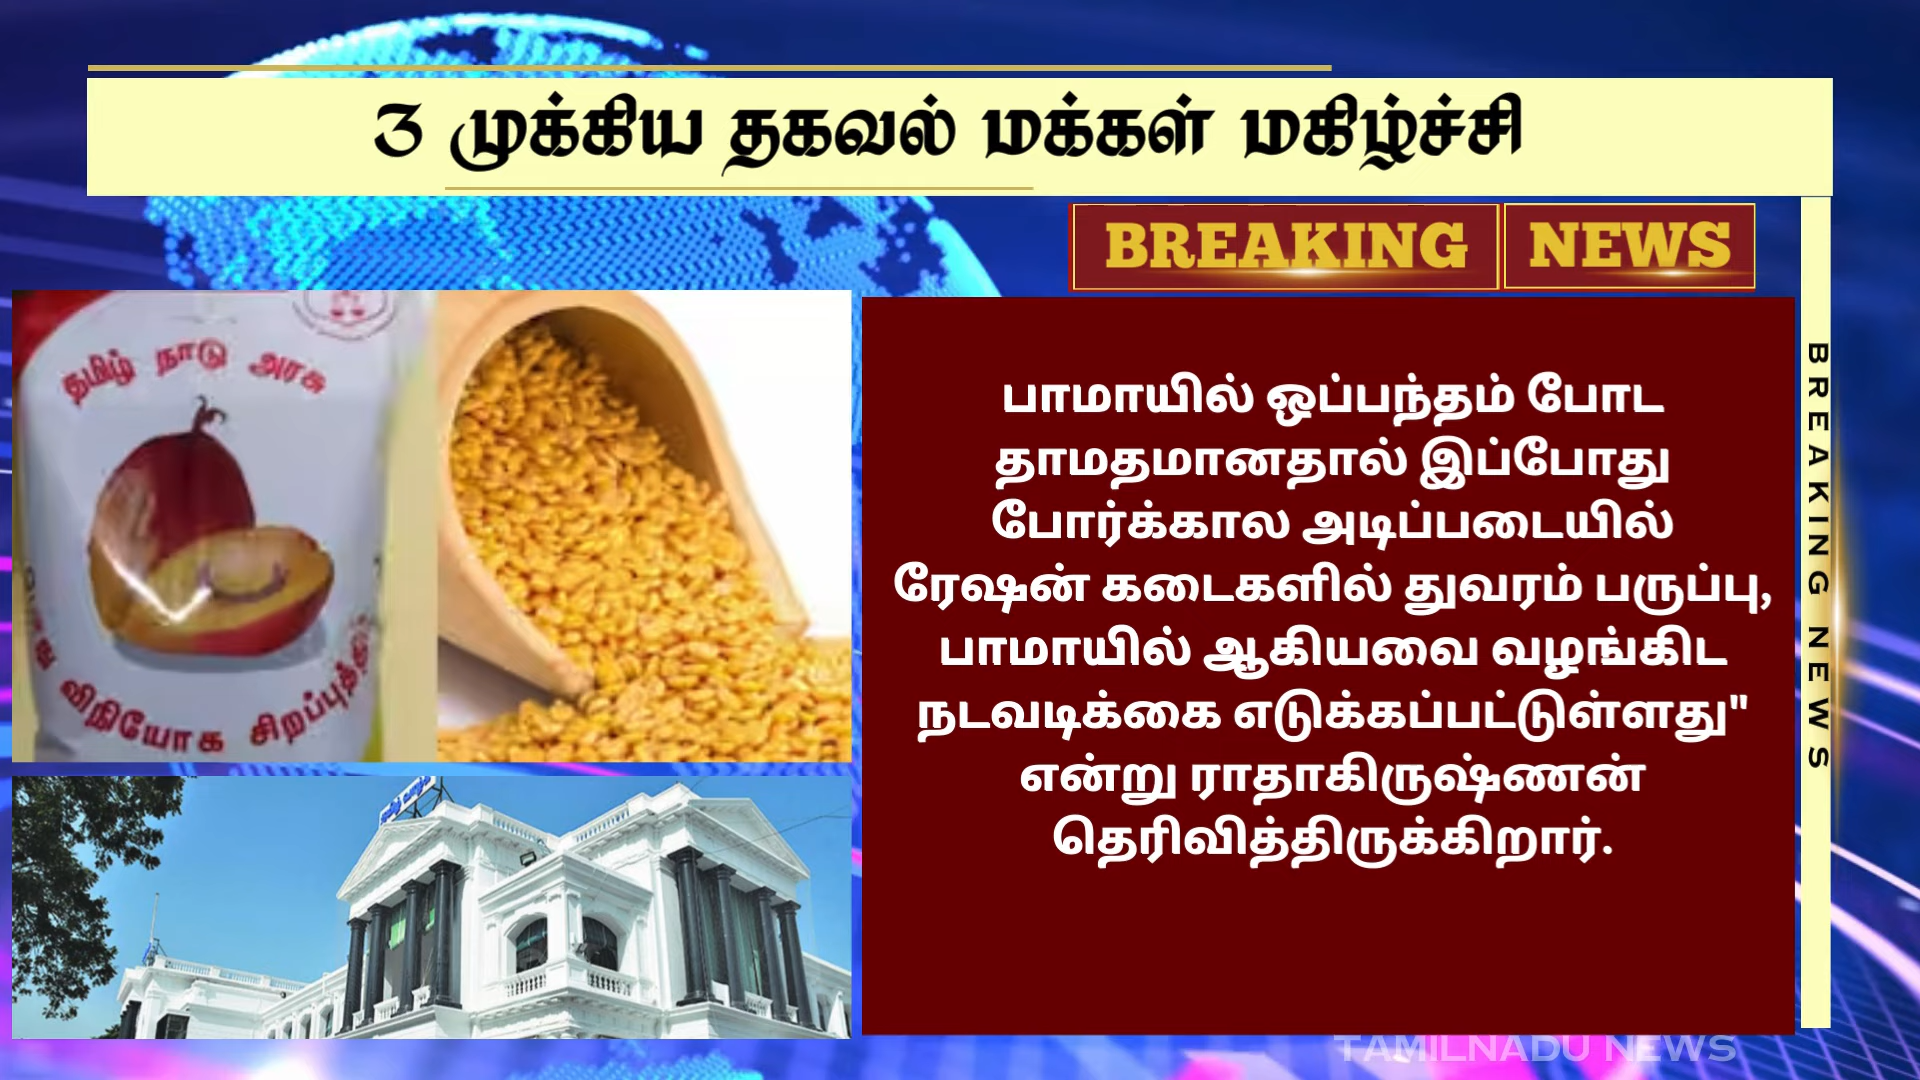 3 முக்கிய தகவல் மக்கள் மகிழ்ச்சி
BREAKING NEWS
தமிழ் நாடு அரசு
விநியோக சிறப்புத்
பாமாயில் ஒப்பந்தம் போட
தாமதமானதால் இப்போது
போர்க்கால அடிப்படையில்
ரேஷன் கடைகளில் துவரம் பருப்பு,
பாமாயில் ஆகியவை வழங்கிட
நடவடிக்கை எடுக்கப்பட்டுள்ளது"
என்று ராதாகிருஷ்ணன்
தெரிவித்திருக்கிறார்.
BREAKING NEWS
TAMILNADU NEWS